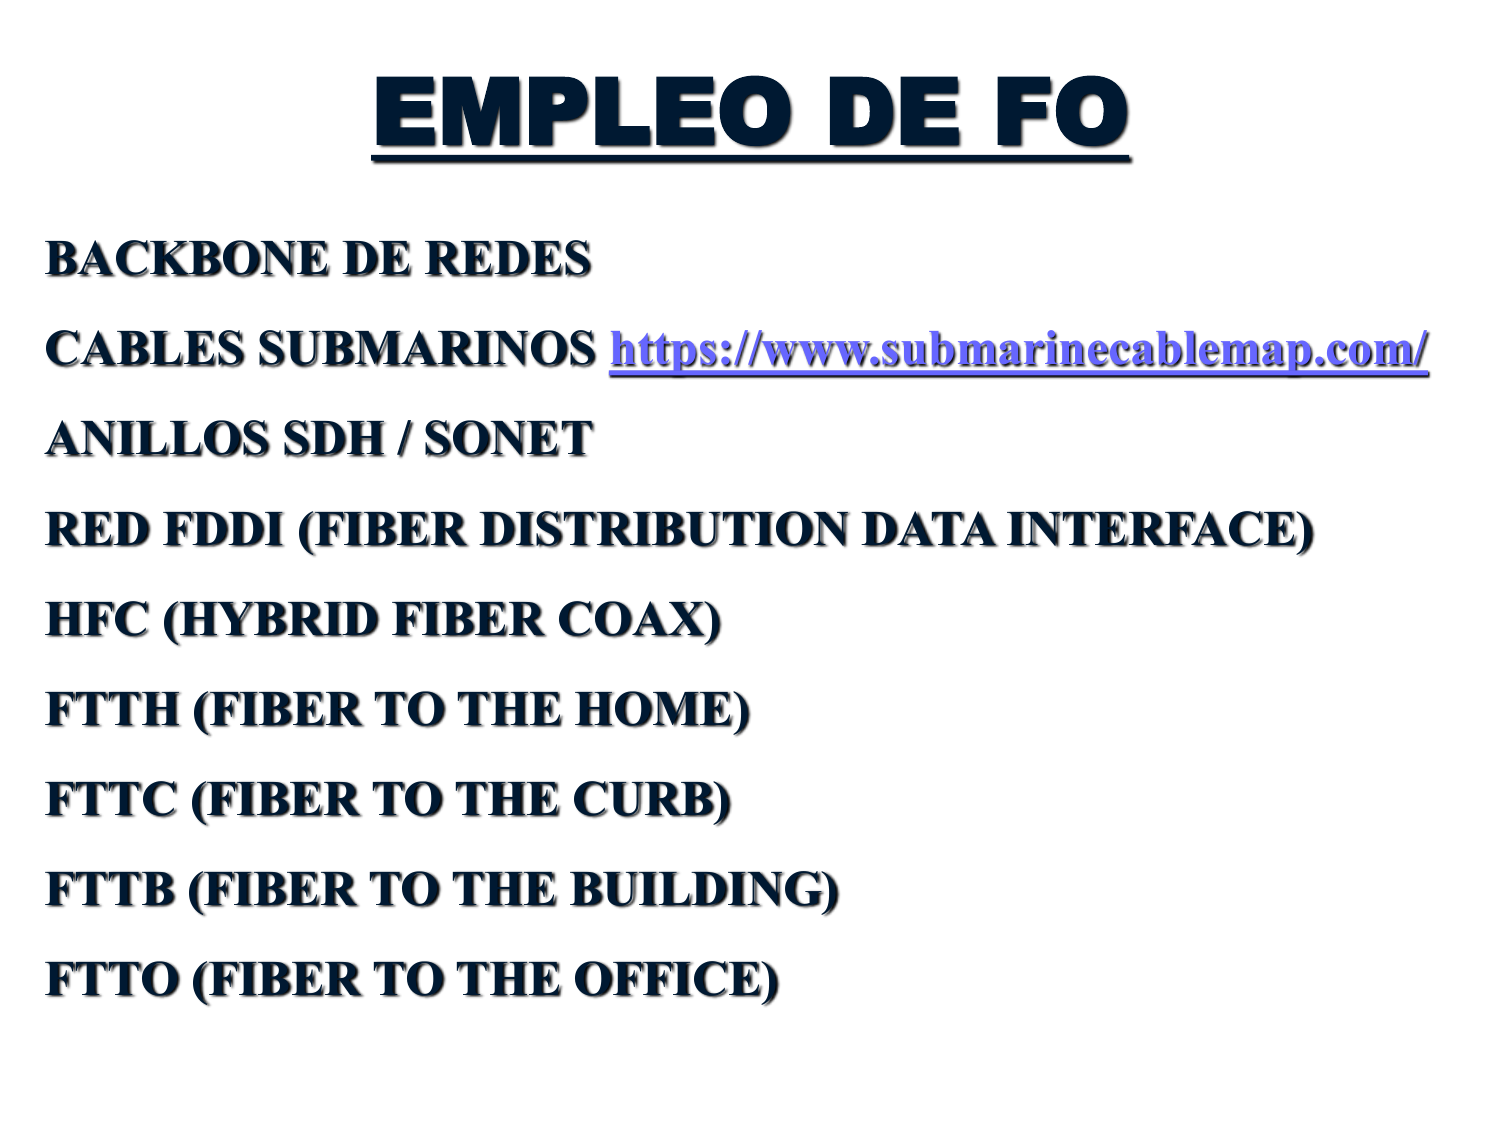 EMPLEO DE FO
BACKBONE DE REDES
CABLES SUBMARINOS https://www.submarinecablemap.com/
ANILLOS SDH / SONET
RED FDDI (FIBER DISTRIBUTION DATA INTERFACE)
HFC (HYBRID FIBER COAX)
FTTH (FIBER TO THE HOME)
FTTC (FIBER TO THE CURB)
FTTB (FIBER TO THE BUILDING)
FTTO (FIBER TO THE OFFICE)